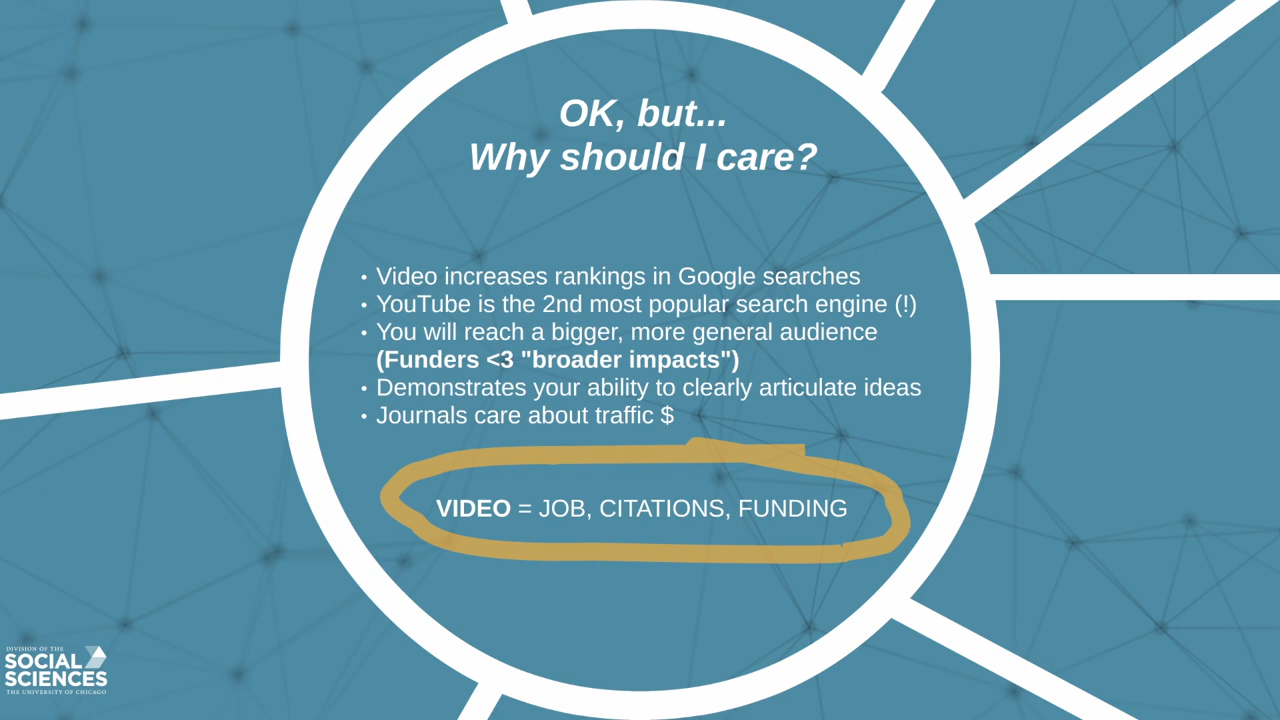 OK, but...
Why should I care?
• Video increases rankings in Google searches
• YouTube is the 2nd most popular search engine (!)
• You will reach a bigger, more general audience
(Funders <3 "broader impacts")
• Demonstrates your ability to clearly articulate ideas
• Journals care about traffic $
VIDEO = JOB, CITATIONS, FUNDING
DIVISION OF THE
SOCIAL
SCIENCES
THE UNIVERSITY OF CHICAGO